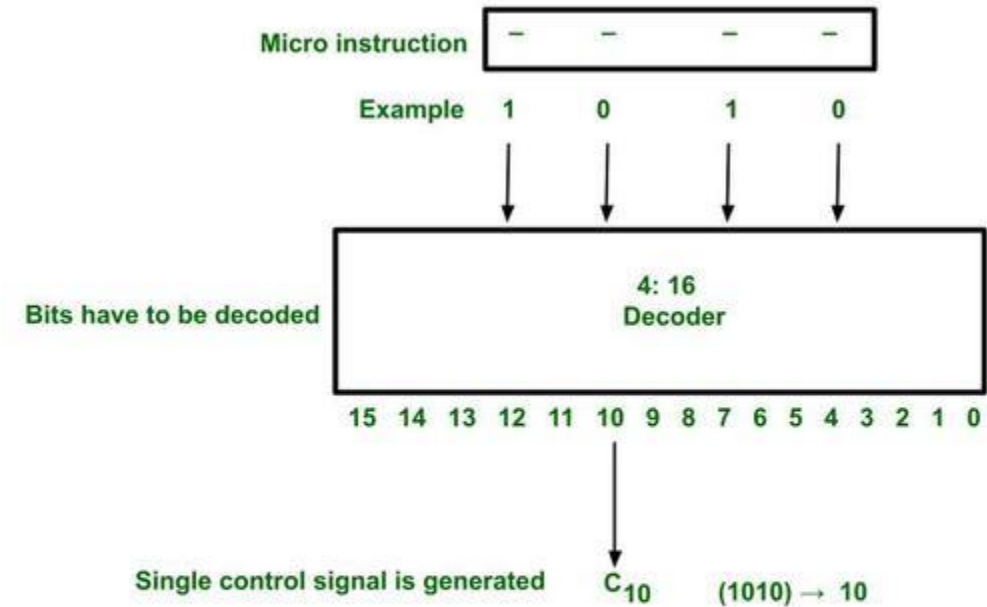 Micro instruction – – – –
Example 1 0 1 0
4: 16
Bits have to be decoded Decoder
15 14 13 12 11 10 9 8 7 6 5 4 3 2 1 0
Single control signal is generated C₁₀ (1010) → 10